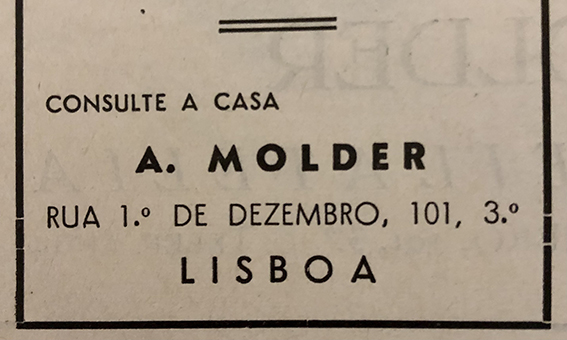 CONSULTE A CASA
A. MOLDER
RUA 1.º DE DEZEMBRO, 101, 3.º
LISBOA